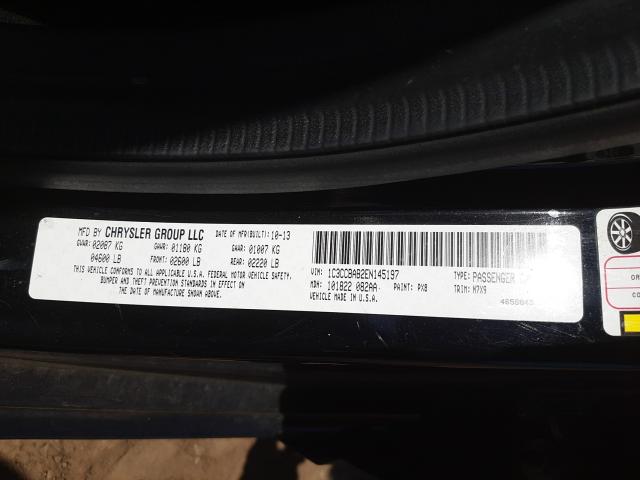 MFD BY CHRYSLER GROUP LLC DATE OF MFR(BUILT): 10-13
GVWR: 02087 KG GAWR: 01180 KG GAWR: 01007 KG
04600 LB FRONT: 02600 LB REAR: 02220 LB
THIS VEHICLE CONFORMS TO ALL APPLICABLE U.S.A. FEDERAL MOTOR VEHICLE SAFETY,
BUMPER AND THEFT PREVENTION STANDARDS IN EFFECT ON
THE DATE OF MANUFACTURE SHOWN ABOVE.
VIN: 1C3CCBAB2EN145197 TYPE: PASSENGER
MDH: 101822 082AA PAINT: PX8 TRIM: M7X9
VEHICLE MADE IN U.S.A.